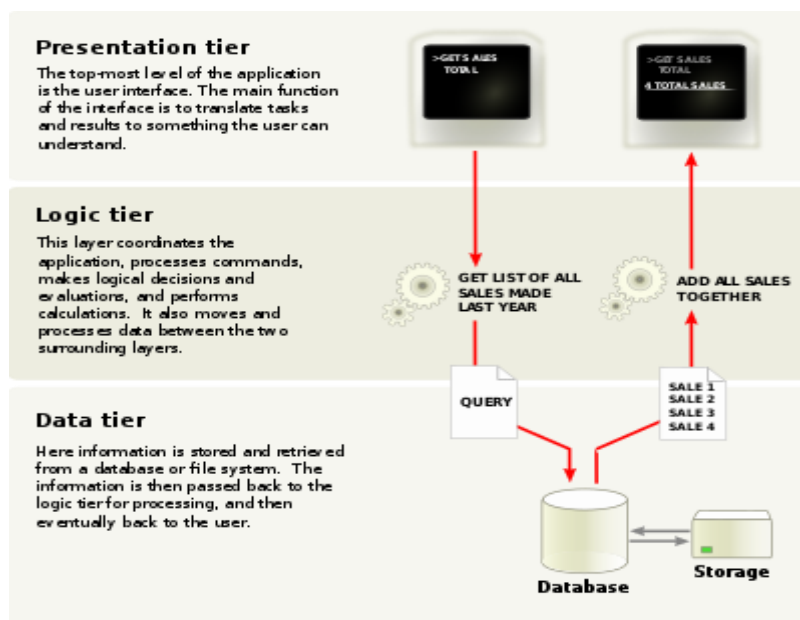 Presentation tier
The top-most level of the application
is the user interface. The main function
of the interface is to translate tasks
and results to something the user can
understand.
>GET SALES
TOTAL
>GET SALES
TOTAL
4 TOTAL SALES
Logic tier
This layer coordinates the
application, processes commands,
makes logical decisions and
evaluations, and performs
calculations. It also moves and
processes data between the two
surrounding layers.
GET LIST OF ALL
SALES MADE
LAST YEAR
ADD ALL SALES
TOGETHER
QUERY
SALE 1
SALE 2
SALE 3
SALE 4
Data tier
Here information is stored and retrieved
from a database or file system. The
information is then passed back to the
logic tier for processing, and then
eventually back to the user.
Database
Storage